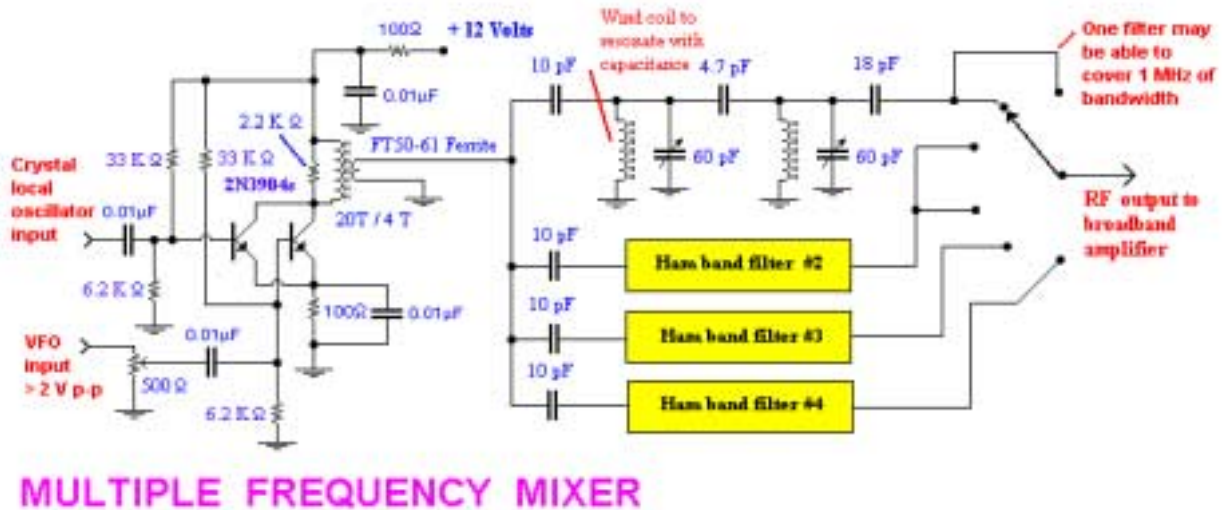 100Ω
+ 12 Volts
0.01µF
Wind coil to
resonate with
capacitance
10 pF
4.7 pF
18 pF
One filter may
be able to
cover 1 MHz of
bandwidth
60 pF
60 pF
2.2 K Ω
33 K Ω
33 K Ω
2N3904s
FT50-61 Ferrite
20T / 4 T
Crystal
local
oscillator
input
0.01µF
6.2 K Ω
100Ω
0.01µF
RF output to
broadband
amplifier
10 pF
Ham band filter #2
10 pF
Ham band filter #3
10 pF
Ham band filter #4
VFO
input
> 2 V p-p
0.01µF
500 Ω
6.2 K Ω
MULTIPLE FREQUENCY MIXER